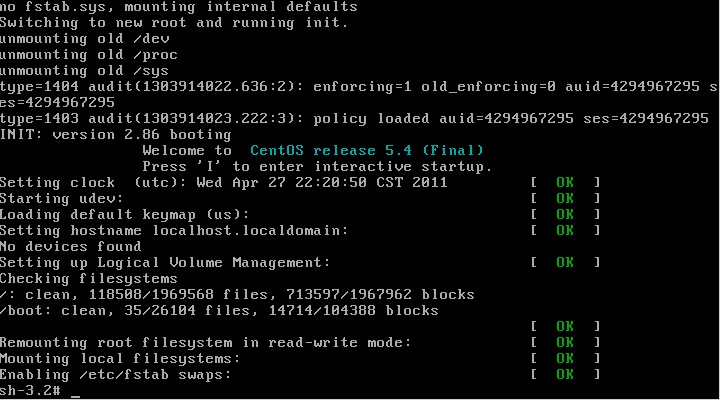 no fstab.sys, mounting internal defaults
Switching to new root and running init.
unmounting old /dev
unmounting old /proc
unmounting old /sys
type=1404 audit(1303914022.636:2): enforcing=1 old_enforcing=0 auid=4294967295 s
es=4294967295
type=1403 audit(1303914023.222:3): policy loaded auid=4294967295 ses=4294967295
INIT: version 2.86 booting
Welcome to  CentOS release 5.4 (Final)
Press 'I' to enter interactive startup.
Setting clock  (utc): Wed Apr 27 22:20:50 CST 2011 [  OK  ]
Starting udev: [  OK  ]
Loading default keymap (us): [  OK  ]
Setting hostname localhost.localdomain: [  OK  ]
No devices found
Setting up Logical Volume Management: [  OK  ]
Checking filesystems
/: clean, 118508/1969568 files, 713597/1967962 blocks
/boot: clean, 35/26104 files, 14714/104388 blocks
[  OK  ]
Remounting root filesystem in read-write mode: [  OK  ]
Mounting local filesystems: [  OK  ]
Enabling /etc/fstab swaps: [  OK  ]
sh-3.2# _